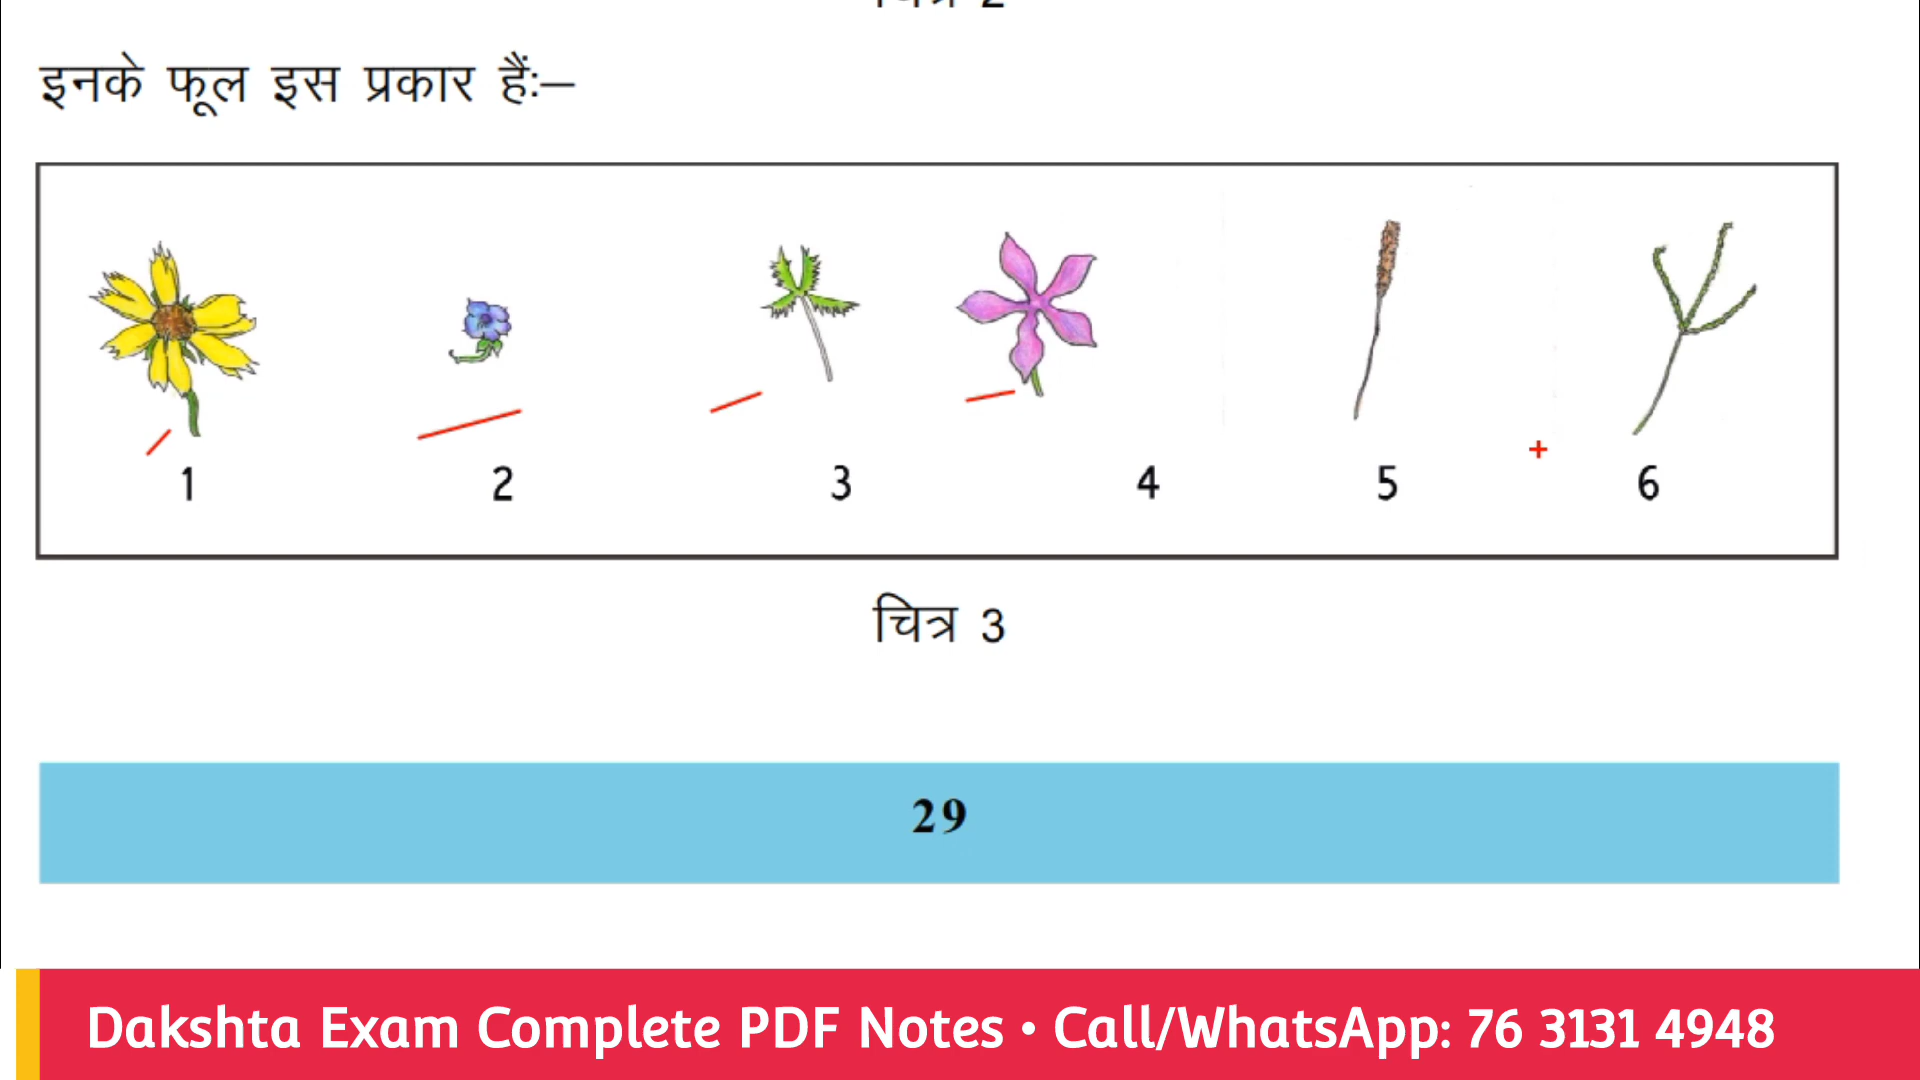 इनके फूल इस प्रकार हैंः—
1 2 3 4 5 6
चित्र 3
29
Dakshta Exam Complete PDF Notes • Call/WhatsApp: 76 3131 4948